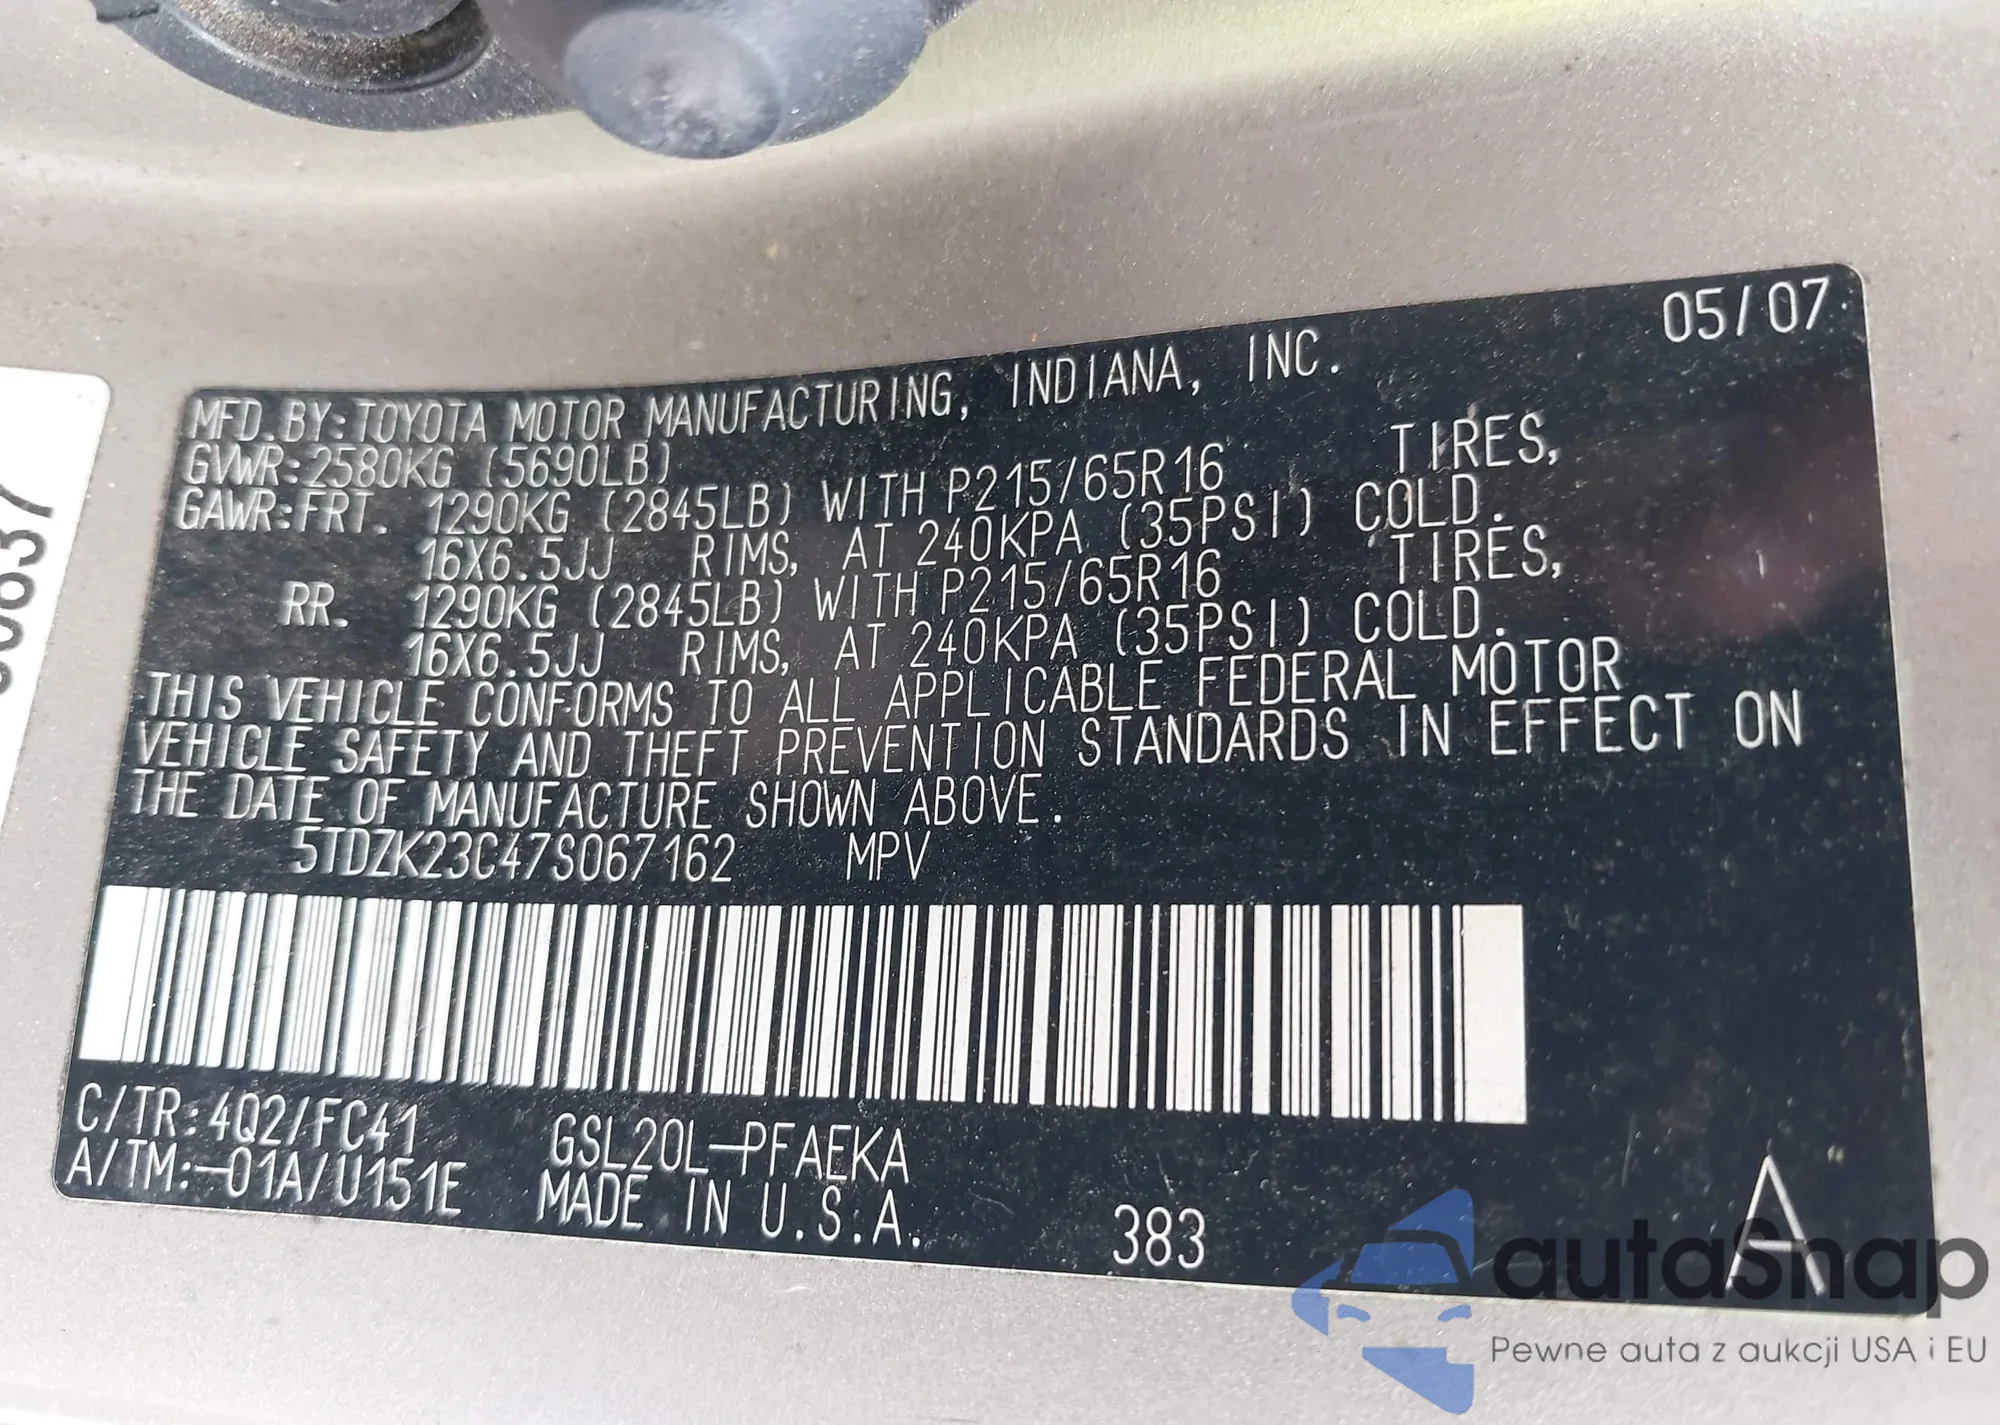 05/07
MFD.BY:TOYOTA MOTOR MANUFACTURING, INDIANA, INC.
GVWR:2580KG (5690LB)
GAWR:FRT. 1290KG (2845LB) WITH P215/65R16 TIRES,
16X6.5JJ RIMS, AT 240KPA (35PSI) COLD.
RR. 1290KG (2845LB) WITH P215/65R16 TIRES,
16X6.5JJ RIMS, AT 240KPA (35PSI) COLD.
THIS VEHICLE CONFORMS TO ALL APPLICABLE FEDERAL MOTOR
VEHICLE SAFETY AND THEFT PREVENTION STANDARDS IN EFFECT ON
THE DATE OF MANUFACTURE SHOWN ABOVE.
5TDZK23C47S067162 MPV
C/TR:4Q2/FC41 GSL20L-PFAEKA
A/TM:-01A/U151E MADE IN U.S.A. 383 A
autaSnap
Pewne auta z aukcji USA i EU